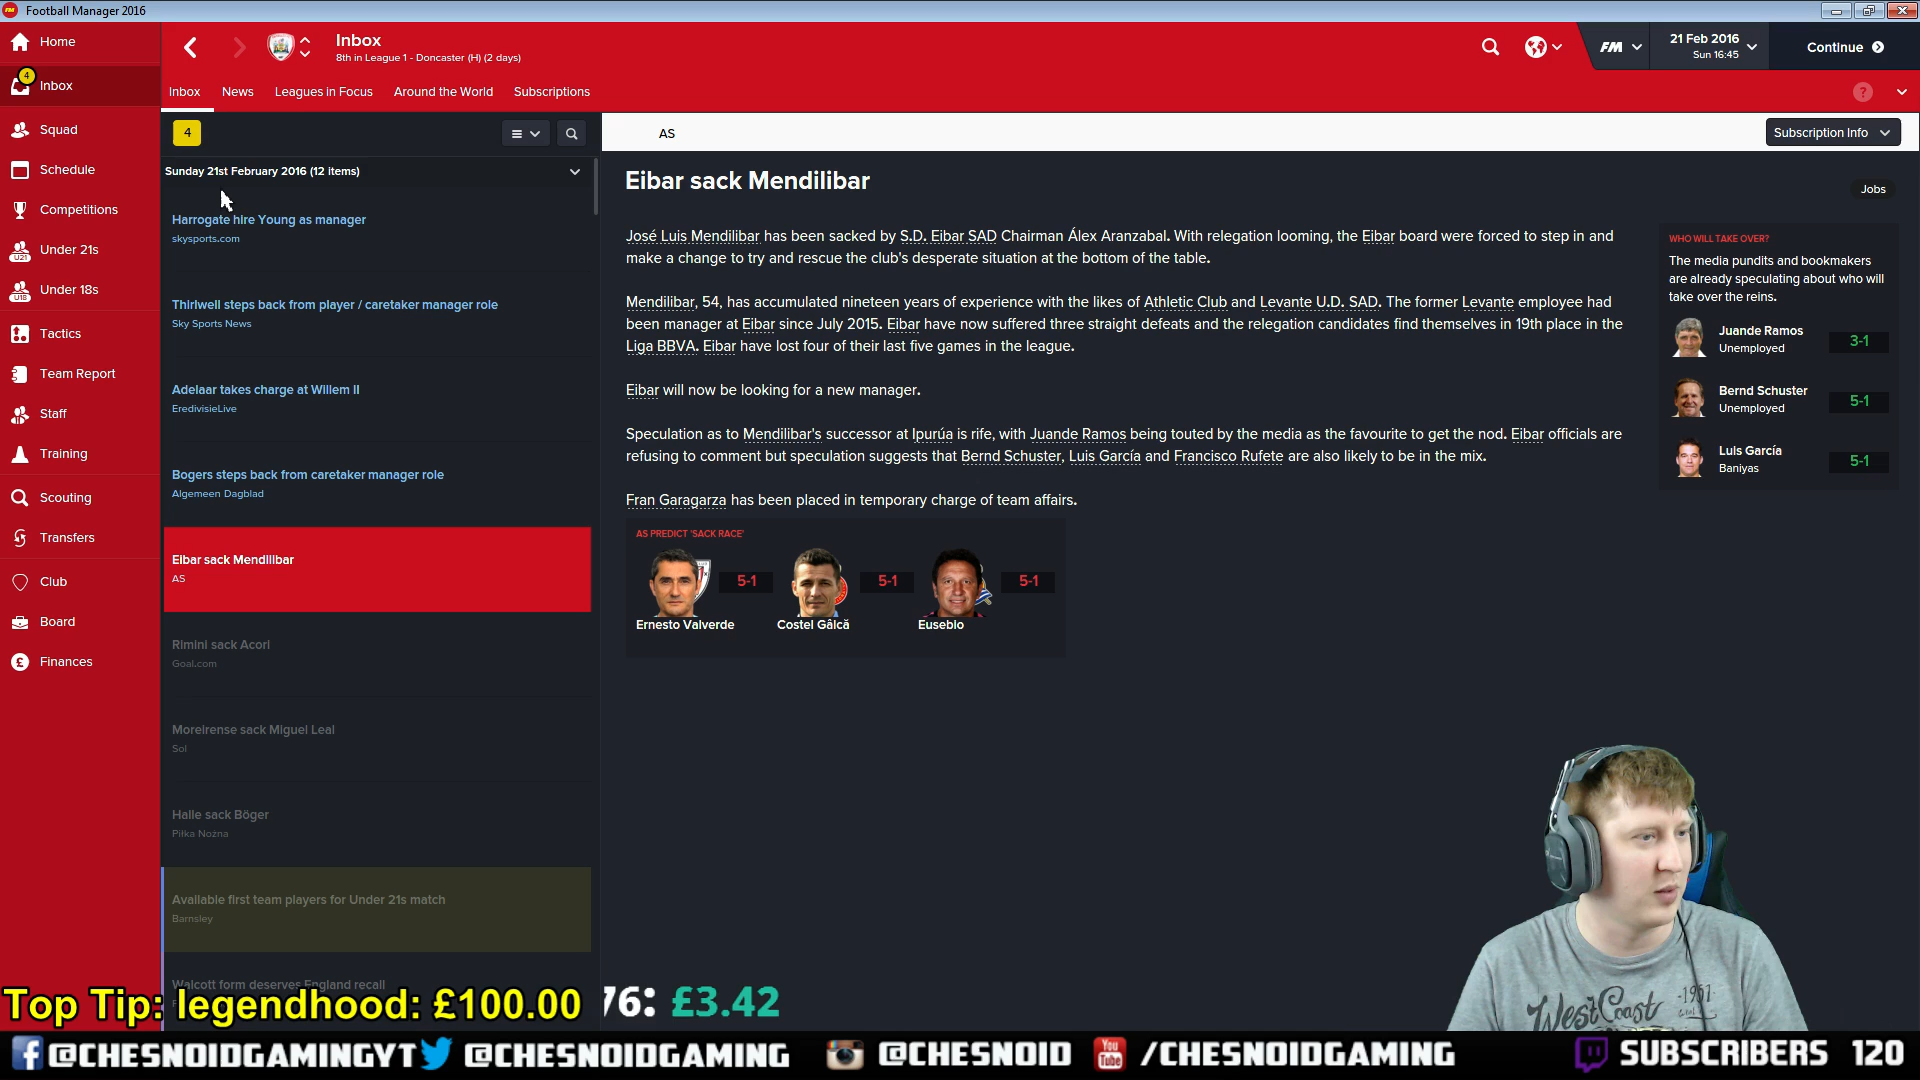 Football Manager 2016
Home
4
Inbox
Squad
Schedule
Competitions
U21
Under 21s
U18
Under 18s
Tactics
Team Report
Staff
Training
Scouting
Transfers
Club
Board
Finances
Inbox
8th in League 1 - Doncaster (H) (2 days)
FM
21 Feb 2016
Sun 16:45
Continue
Inbox
News
Leagues in Focus
Around the World
Subscriptions
?
4
Sunday 21st February 2016 (12 items)
Harrogate hire Young as manager
skysports.com
Thirlwell steps back from player / caretaker manager role
Sky Sports News
Adelaar takes charge at Willem II
EredivisieLive
Bogers steps back from caretaker manager role
Algemeen Dagblad
Eibar sack Mendilibar
AS
Rimini sack Acori
Goal.com
Moreirense sack Miguel Leal
Sol
Halle sack Böger
Piłka Nożna
Available first team players for Under 21s match
Barnsley
Walcott form deserves England recall
AS
Subscription Info
Eibar sack Mendilibar
Jobs
José Luis Mendilibar has been sacked by S.D. Eibar SAD Chairman Álex Aranzabal. With relegation looming, the Eibar board were forced to step in and
make a change to try and rescue the club's desperate situation at the bottom of the table.
Mendilibar, 54, has accumulated nineteen years of experience with the likes of Athletic Club and Levante U.D. SAD. The former Levante employee had
been manager at Eibar since July 2015. Eibar have now suffered three straight defeats and the relegation candidates find themselves in 19th place in the
Liga BBVA. Eibar have lost four of their last five games in the league.
Eibar will now be looking for a new manager.
Speculation as to Mendilibar's successor at Ipurúa is rife, with Juande Ramos being touted by the media as the favourite to get the nod. Eibar officials are
refusing to comment but speculation suggests that Bernd Schuster, Luis García and Francisco Rufete are also likely to be in the mix.
Fran Garagarza has been placed in temporary charge of team affairs.
AS PREDICT 'SACK RACE'
5-1
5-1
5-1
Ernesto Valverde
Costel Gâlcă
Eusebio
WHO WILL TAKE OVER?
The media pundits and bookmakers
are already speculating about who will
take over the reins.
Juande Ramos
Unemployed
3-1
Bernd Schuster
Unemployed
5-1
Luis García
Baniyas
5-1
West Coast
-1951
Top Tip: legendhood: £100.00
76: £3.42
@CHESNOIDGAMINGYT
@CHESNOIDGAMING
@CHESNOID
You Tube
/CHESNOIDGAMING
SUBSCRIBERS 120